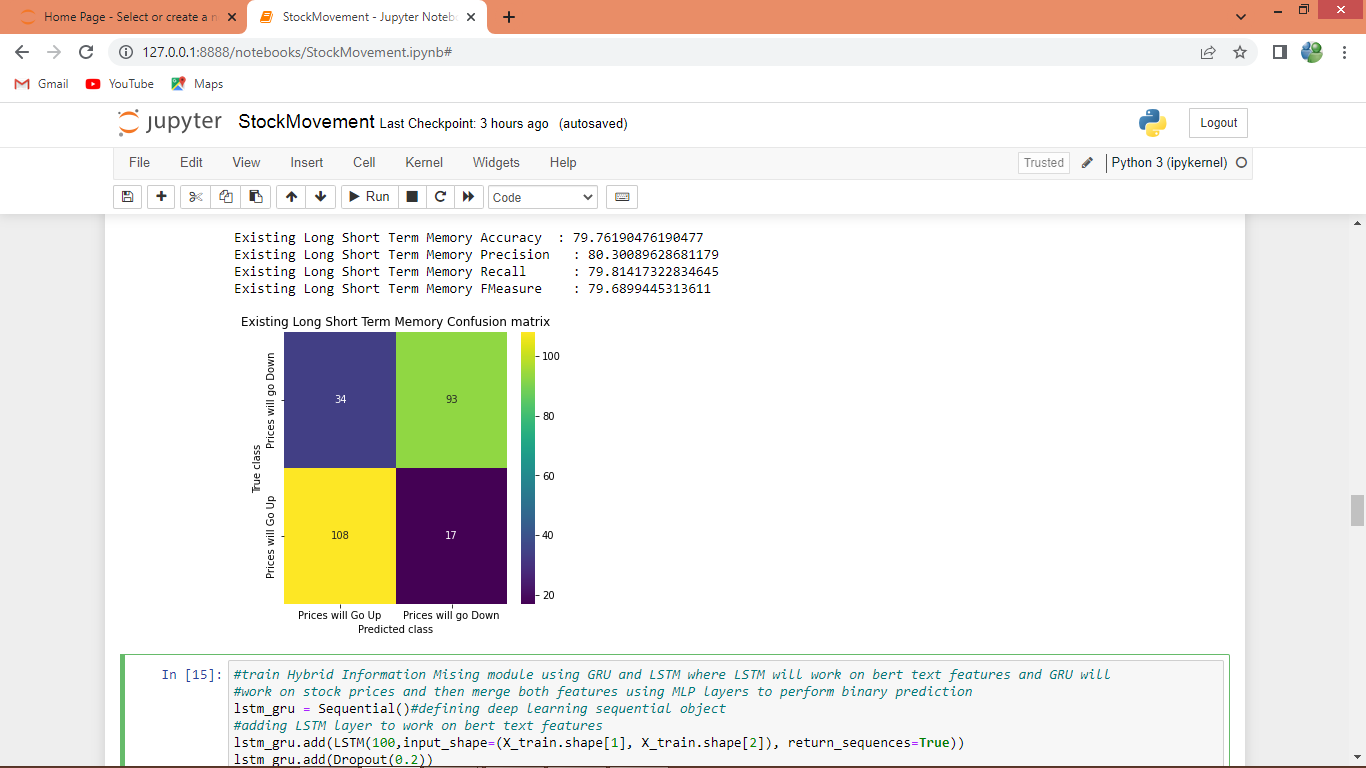 Home Page - Select or create a n
StockMovement - Jupyter Noteb
127.0.0.1:8888/notebooks/StockMovement.ipynb#
Gmail YouTube Maps
jupyter StockMovement Last Checkpoint: 3 hours ago (autosaved)
Logout
File Edit View Insert Cell Kernel Widgets Help
Trusted Python 3 (ipykernel)
Run Code
Existing Long Short Term Memory Accuracy : 79.76190476190477
Existing Long Short Term Memory Precision : 80.30089628681179
Existing Long Short Term Memory Recall : 79.81417322834645
Existing Long Short Term Memory FMeasure : 79.6899445313611
Existing Long Short Term Memory Confusion matrix
True class
Prices will go Down
34 93
Prices will Go Up
108 17
100
80
60
40
20
Prices will Go Up Prices will go Down
Predicted class
In [15]: #train Hybrid Information Mising module using GRU and LSTM where LSTM will work on bert text features and GRU will
#work on stock prices and then merge both features using MLP layers to perform binary prediction
lstm_gru = Sequential()#defining deep learning sequential object
#adding LSTM layer to work on bert text features
lstm_gru.add(LSTM(100,input_shape=(X_train.shape[1], X_train.shape[2]), return_sequences=True))
lstm_gru.add(Dropout(0.2))